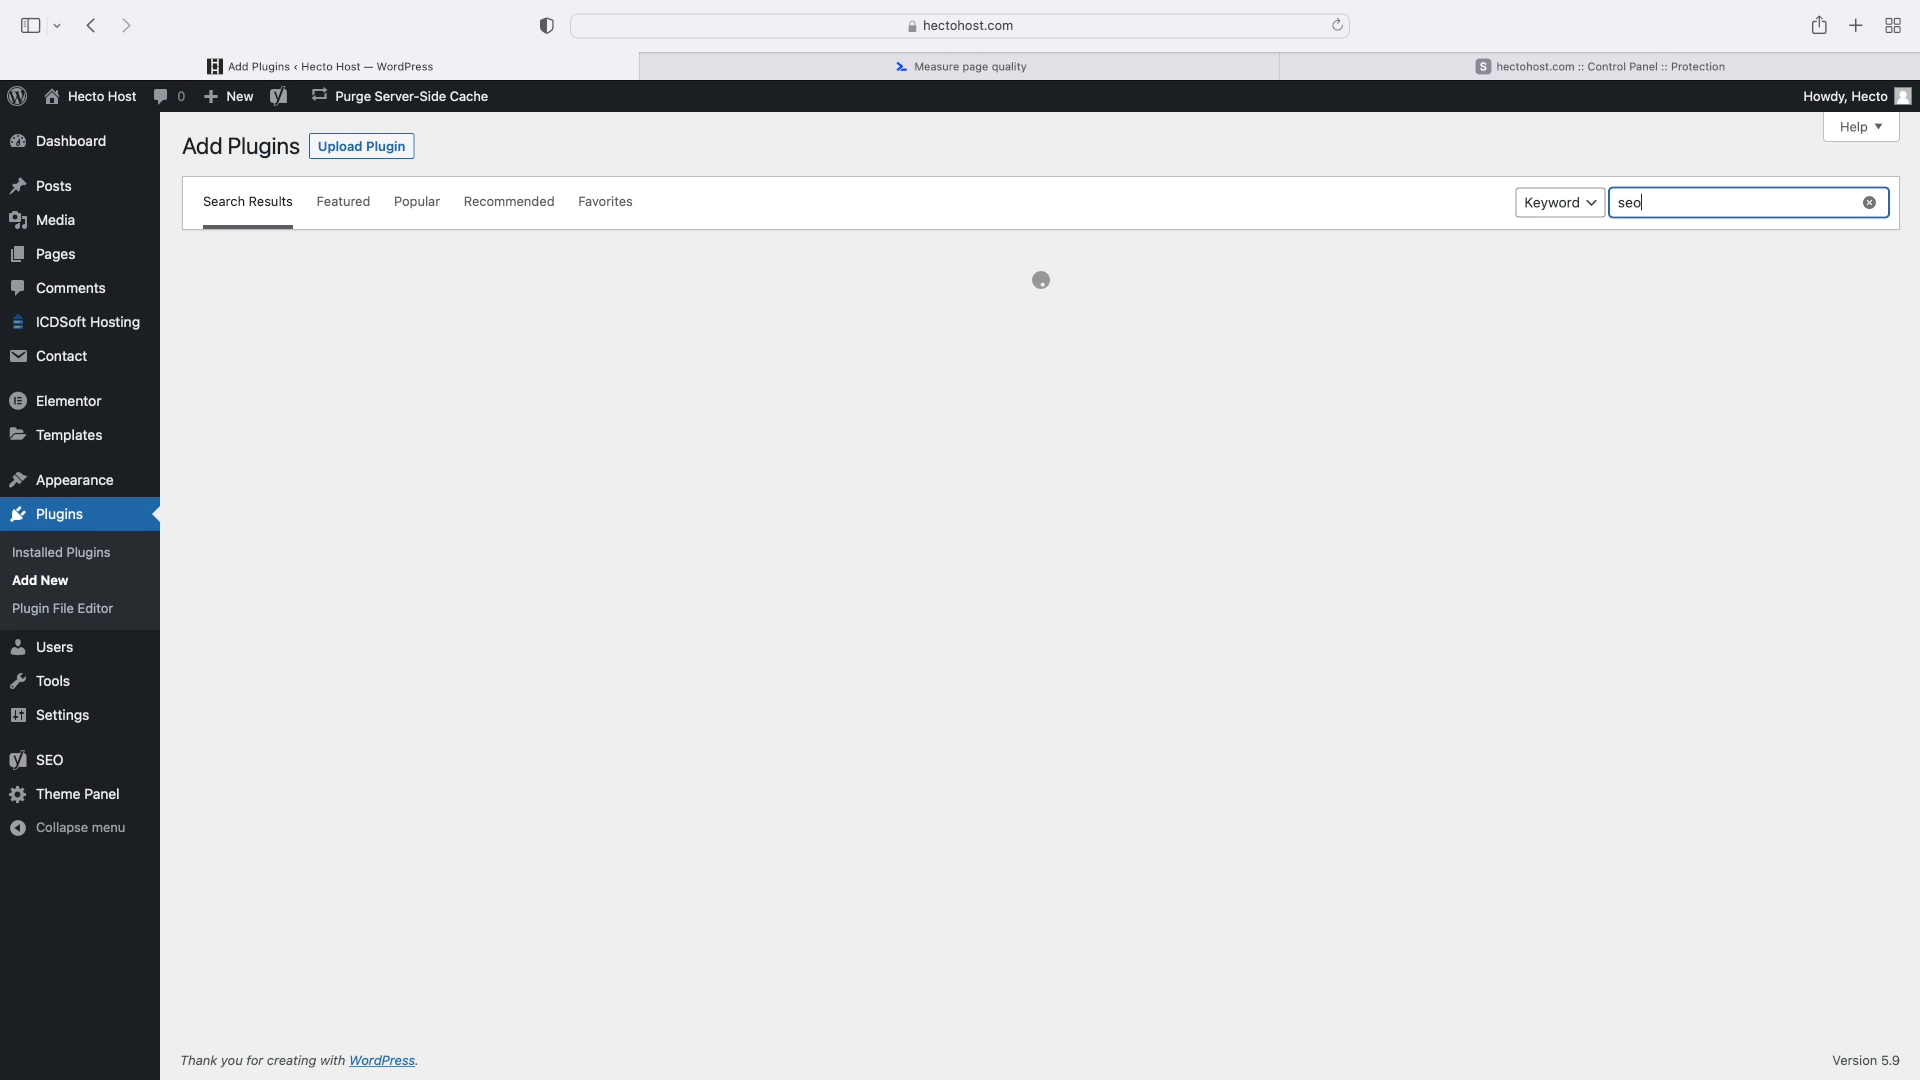 hectohost.com
Add Plugins ‹ Hecto Host — WordPress
Measure page quality
S hectohost.com :: Control Panel :: Protection
Hecto Host
0
New
Purge Server-Side Cache
Howdy, Hecto
Dashboard
Posts
Media
Pages
Comments
ICDSoft Hosting
Contact
Elementor
Templates
Appearance
Plugins
Installed Plugins
Add New
Plugin File Editor
Users
Tools
Settings
SEO
Theme Panel
Collapse menu
Add Plugins
Upload Plugin
Help
Search Results
Featured
Popular
Recommended
Favorites
Keyword
seo
Thank you for creating with WordPress.
Version 5.9